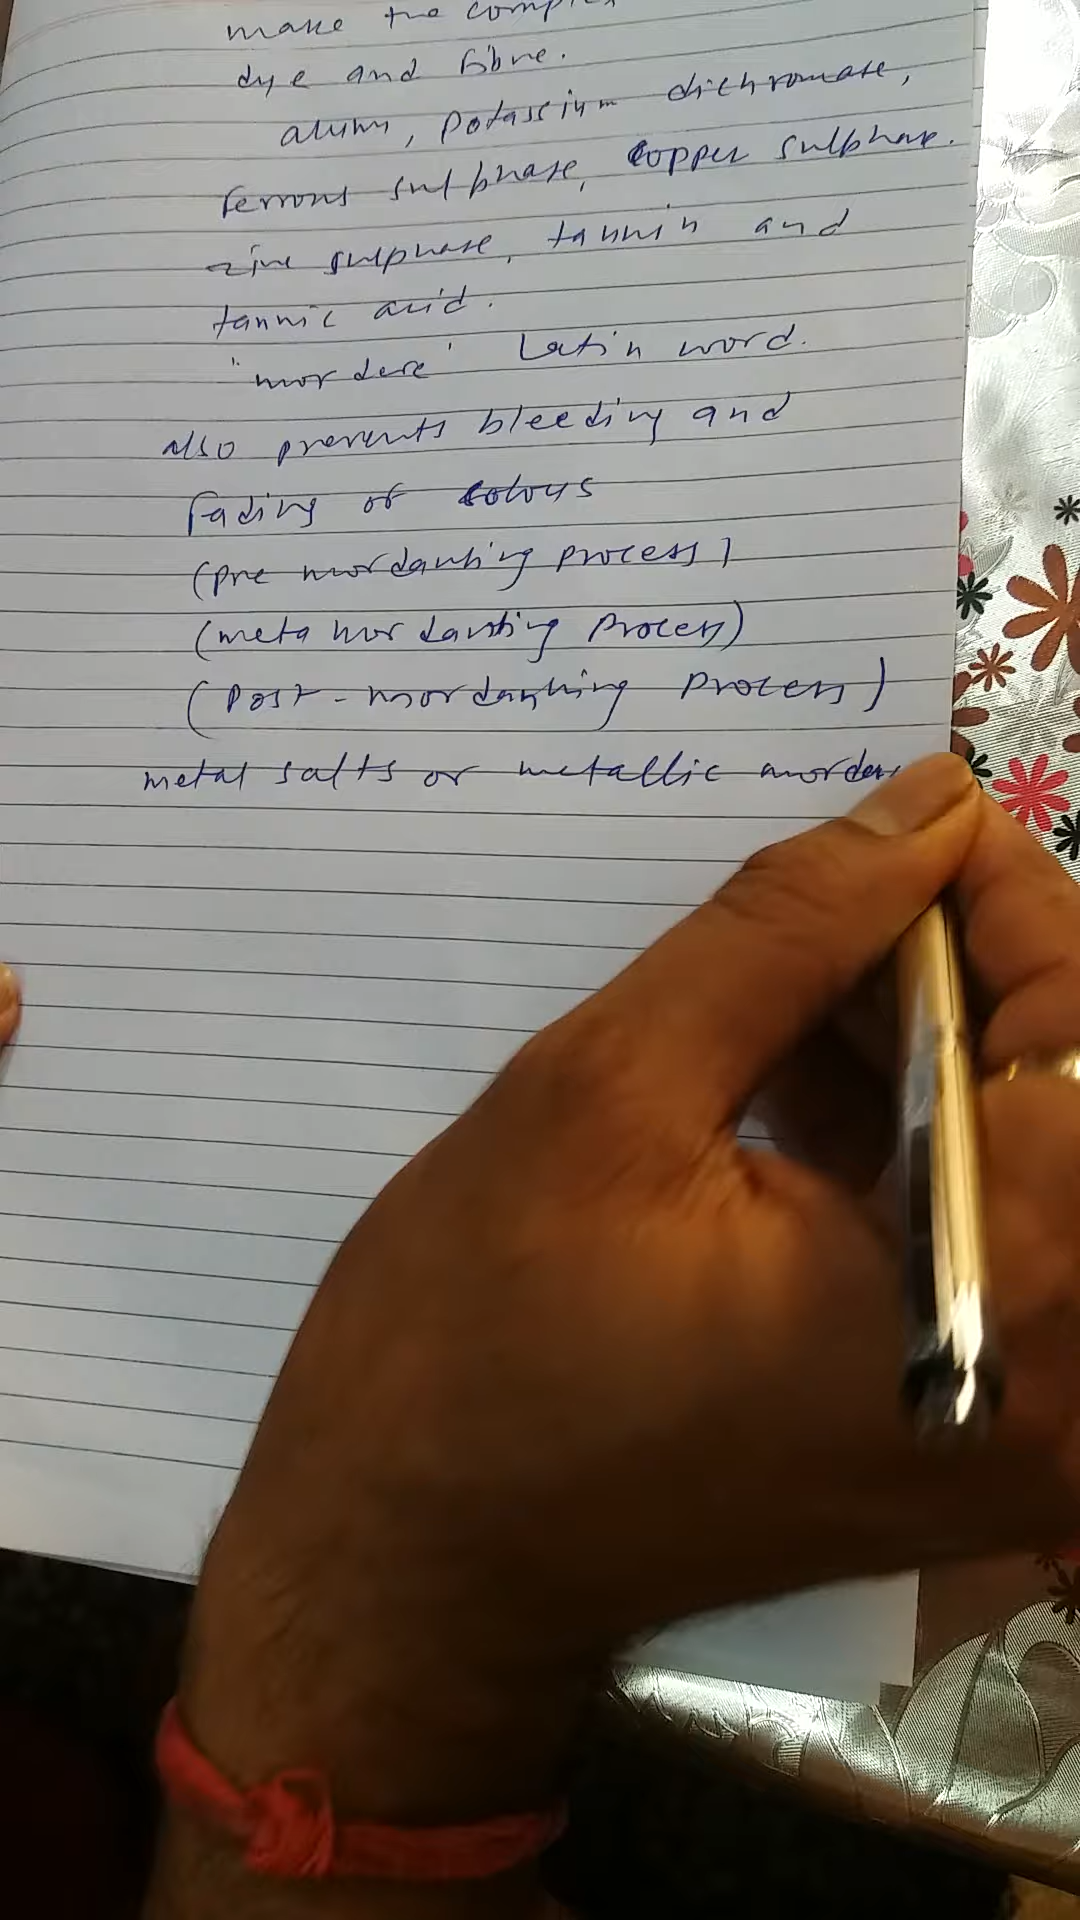 make the complex
dye and fibre.
alum, Potassium dichromate,
ferrous sulphate, copper sulphate.
zinc sulphate, tannin and
tannic acid.
"mordere" Latin word.
also prevents bleeding and
fading of colours
(pre mordanting process)
(meta mordanting process)
(Post-mordanting process)
metal salts or metallic mordan